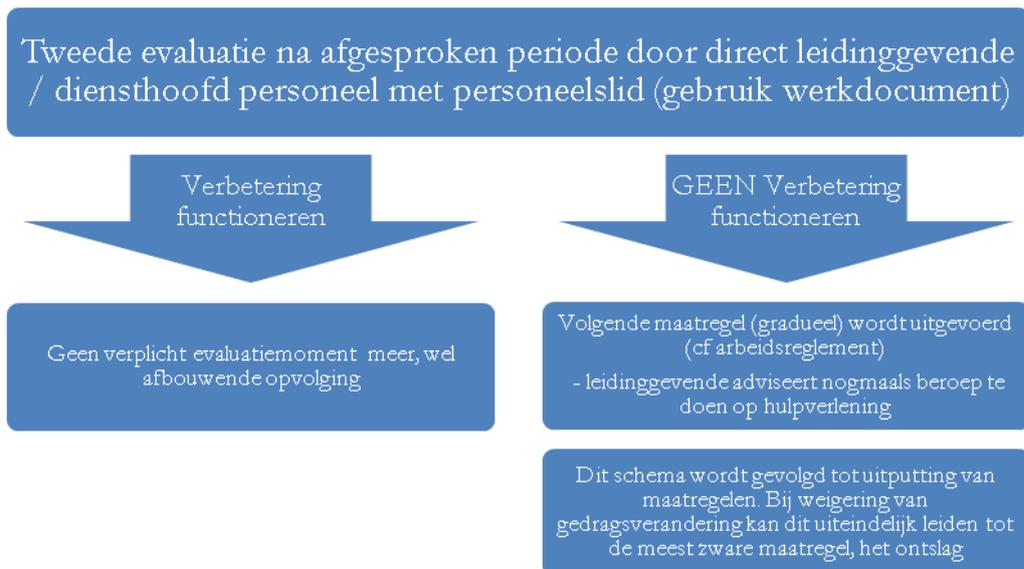 Tweede evaluatie na afgesproken periode door direct leidinggevende
/ diensthoofd personeel met personeelslid (gebruik werkdocument)
Verbetering
functioneren
GEEN Verbetering
functioneren
Geen verplicht evaluatiemoment meer, wel
afbouwende opvolging
Volgende maatregel (gradueel) wordt uitgevoerd
(cf arbeidsreglement)
- leidinggevende adviseert nogmaals beroep te
doen op hulpverlening
Dit schema wordt gevolgd tot uitputting van
maatregelen. Bij weigering van
gedragsverandering kan dit uiteindelijk leiden tot
de meest zware maatregel, het ontslag